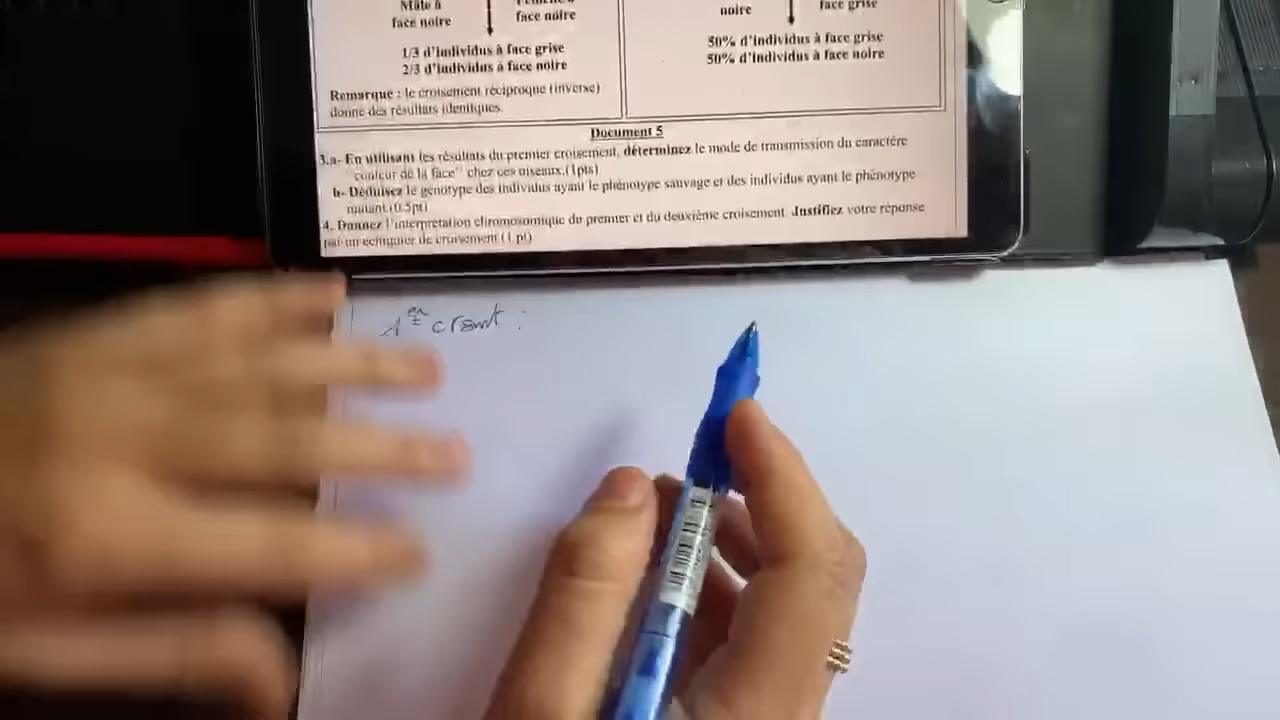 Mâle à
face noire
face noire
1/3 d'individus à face grise
2/3 d'individus à face noire
Remarque : le croisement réciproque (inverse)
donne des résultats identiques.
noire
face grise
50% d'individus à face grise
50% d'individus à face noire
Document 5
3.a- En utilisant les résultats du premier croisement, déterminez le mode de transmission du caractère
"couleur de la face" chez ces oiseaux.(1pts)
b- Déduisez le génotype des individus ayant le phénotype sauvage et des individus ayant le phénotype
mutant.(0.5pt)
4. Donnez l'interprétation chromosomique du premier et du deuxième croisement. Justifiez votre réponse
par un échiquier de croisement (1 pt)
1er crsmt :